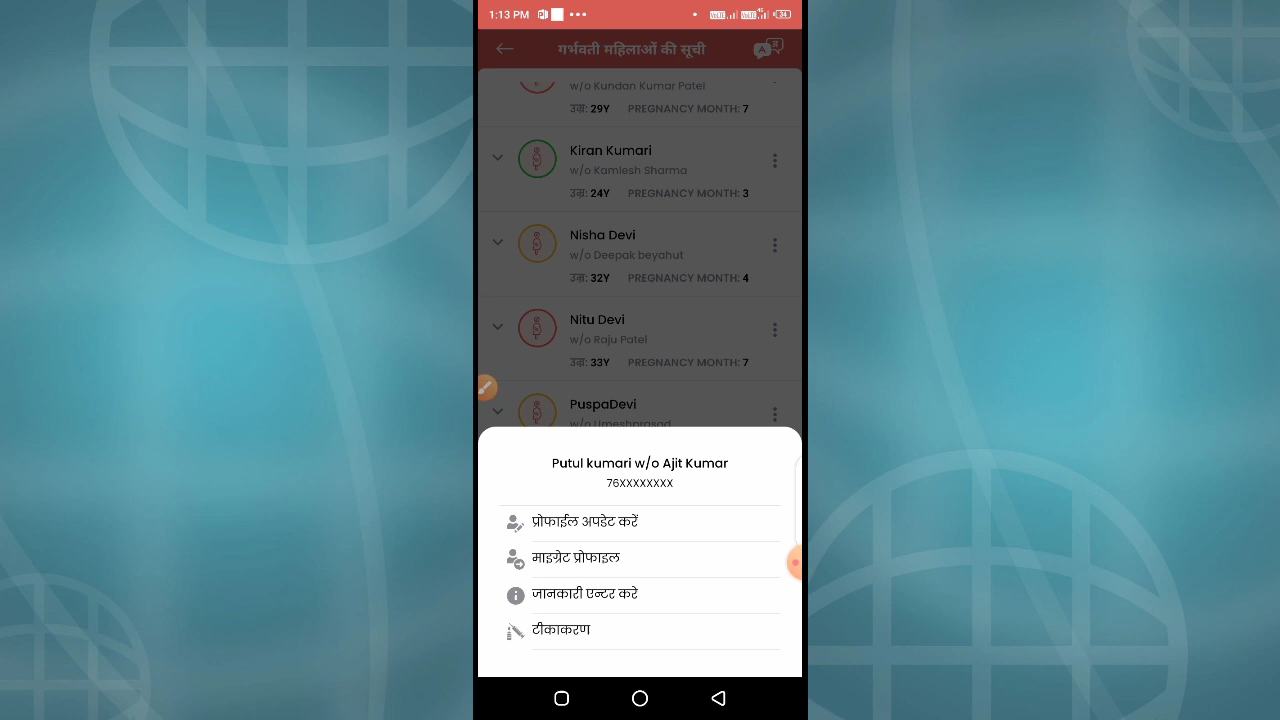 1:13 PM
34
गर्भवती महिलाओं की सूची
w/o Kundan Kumar Patel
उम्र: 29Y PREGNANCY MONTH: 7
Kiran Kumari
w/o Kamlesh Sharma
उम्र: 24Y PREGNANCY MONTH: 3
Nisha Devi
w/o Deepak beyahut
उम्र: 32Y PREGNANCY MONTH: 4
Nitu Devi
w/o Raju Patel
उम्र: 33Y PREGNANCY MONTH: 7
PuspaDevi
w/o Umeshprasad
Putul kumari w/o Ajit Kumar
76XXXXXXXX
प्रोफाईल अपडेट करें
माइग्रेट प्रोफाइल
जानकारी एन्टर करे
टीकाकरण